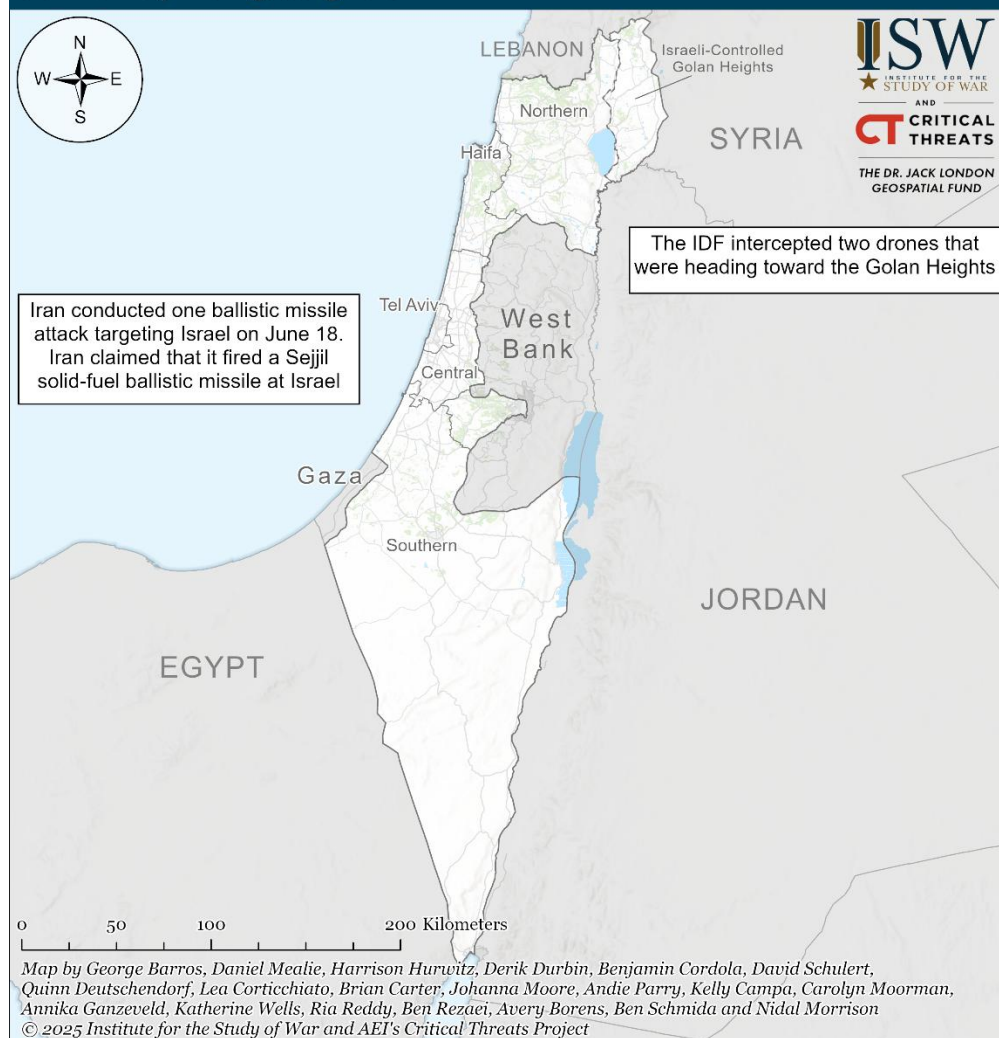 N
W E
S
LEBANON
Israeli-Controlled
Golan Heights
ISW
INSTITUTE FOR THE
STUDY OF WAR
AND
CT CRITICAL
THREATS
THE DR. JACK LONDON
GEOSPATIAL FUND
Northern
SYRIA
Haifa
The IDF intercepted two drones that
were heading toward the Golan Heights
Iran conducted one ballistic missile
attack targeting Israel on June 18.
Iran claimed that it fired a Sejjil
solid-fuel ballistic missile at Israel
Tel Aviv
West
Bank
Central
Gaza
Southern
JORDAN
EGYPT
0 50 100 200 Kilometers
Map by George Barros, Daniel Mealie, Harrison Hurwitz, Derik Durbin, Benjamin Cordola, David Schulert,
Quinn Deutschendorf, Lea Corticchiato, Brian Carter, Johanna Moore, Andie Parry, Kelly Campa, Carolyn Moorman,
Annika Ganzeveld, Katherine Wells, Ria Reddy, Ben Rezaei, Avery Borens, Ben Schmida and Nidal Morrison
© 2025 Institute for the Study of War and AEI's Critical Threats Project